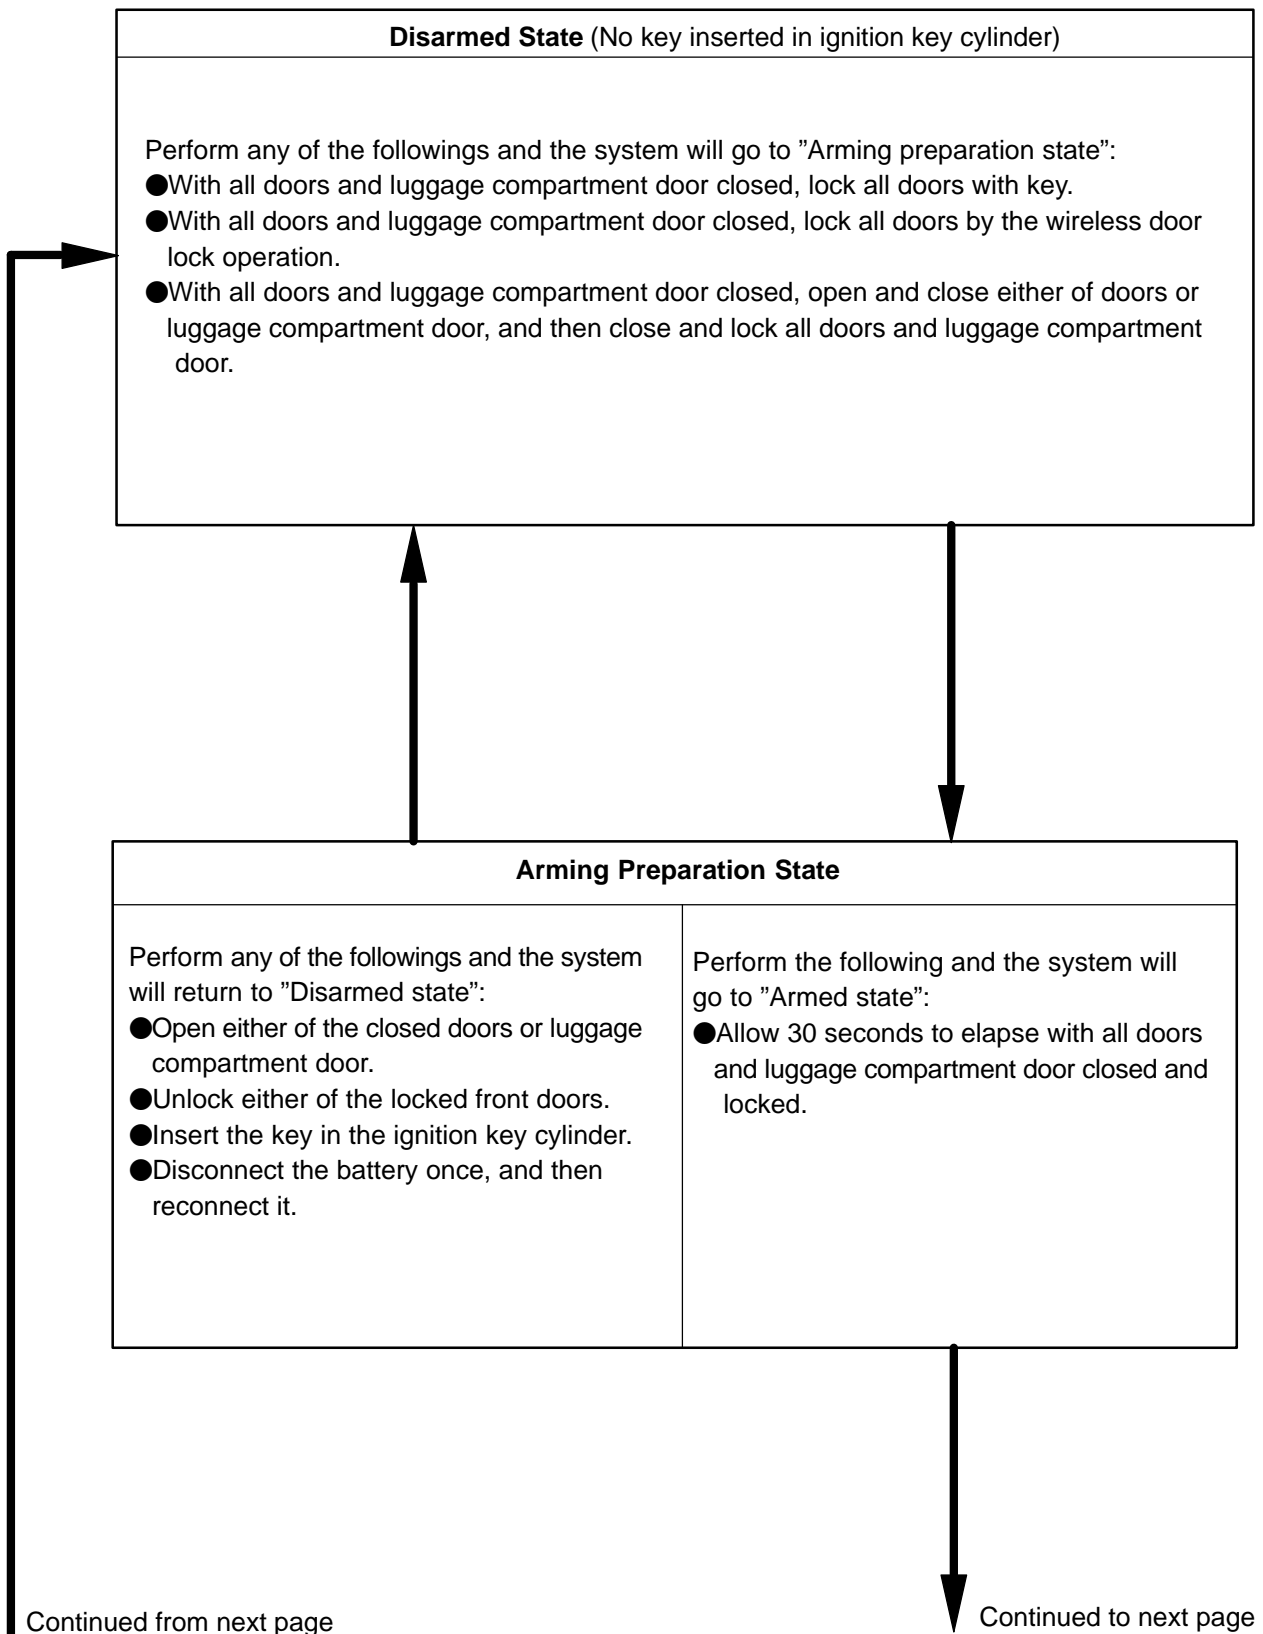 Disarmed State (No key inserted in ignition key cylinder)
Perform any of the followings and the system will go to ”Arming preparation state”:
●With all doors and luggage compartment door closed, lock all doors with key.
●With all doors and luggage compartment door closed, lock all doors by the wireless door
lock operation.
●With all doors and luggage compartment door closed, open and close either of doors or
luggage compartment door, and then close and lock all doors and luggage compartment
door.
Arming Preparation State
Perform any of the followings and the system
will return to ”Disarmed state”:
●Open either of the closed doors or luggage
compartment door.
●Unlock either of the locked front doors.
●Insert the key in the ignition key cylinder.
●Disconnect the battery once, and then
reconnect it.
Perform the following and the system will
go to ”Armed state”:
●Allow 30 seconds to elapse with all doors
and luggage compartment door closed and
locked.
Continued from next page
Continued to next page